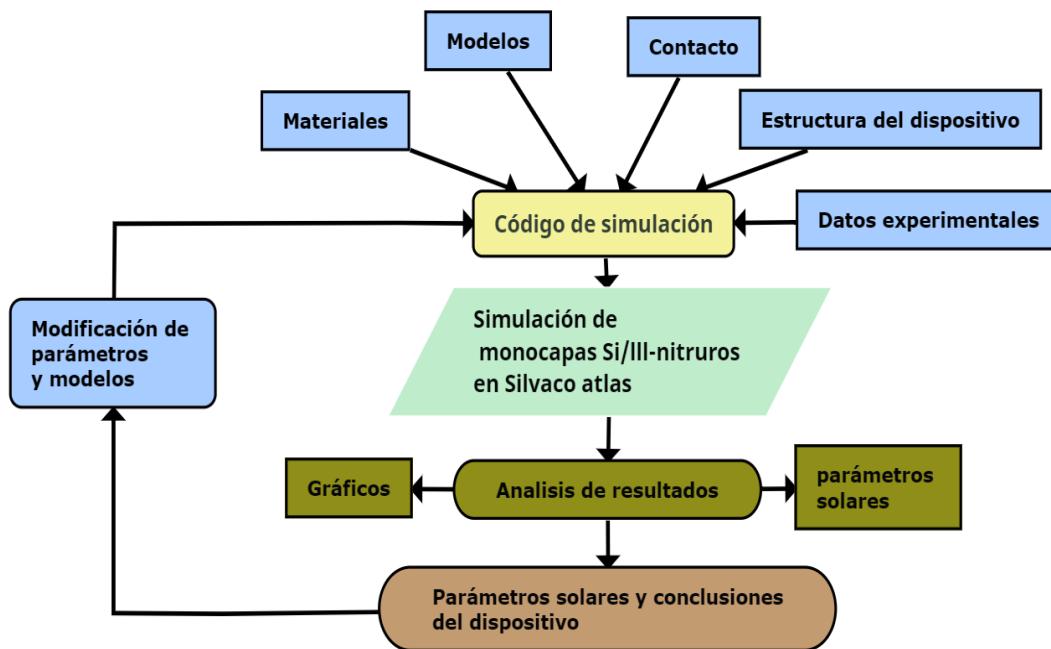 Modelos
Contacto
Materiales
Estructura del dispositivo
Código de simulación
Datos experimentales
Modificación de
parámetros
y modelos
Simulación de
monocapas Si/III-nitruros
en Silvaco atlas
Gráficos
Analisis de resultados
parámetros
solares
Parámetros solares y conclusiones
del dispositivo